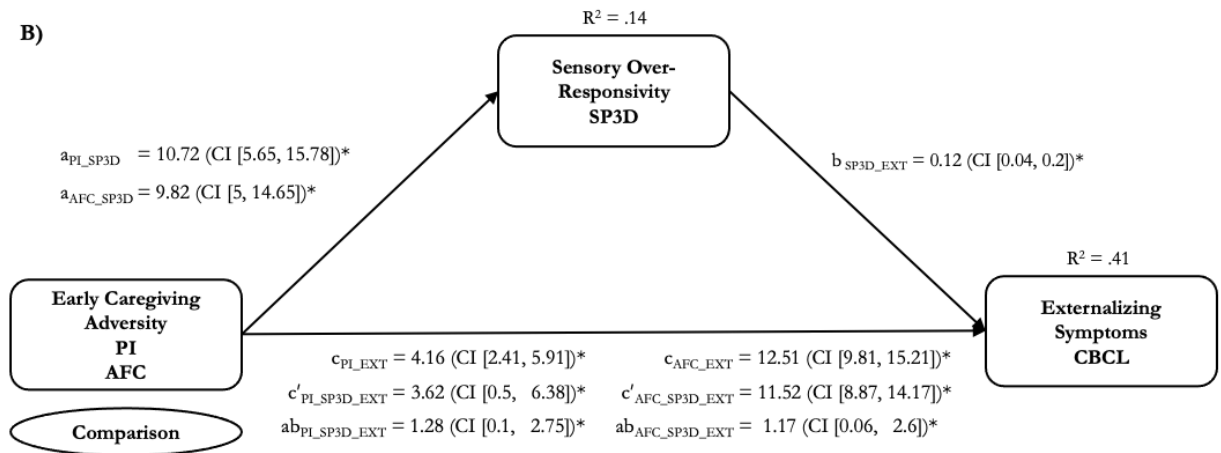 B)
R² = .14
Sensory Over-
Responsivity
SP3D
a_PI_SP3D = 10.72 (CI [5.65, 15.78])*
a_AFC_SP3D = 9.82 (CI [5, 14.65])*
b_SP3D_EXT = 0.12 (CI [0.04, 0.2])*
R² = .41
Early Caregiving
Adversity
PI
AFC
Externalizing
Symptoms
CBCL
c_PI_EXT = 4.16 (CI [2.41, 5.91])*
c_AFC_EXT = 12.51 (CI [9.81, 15.21])*
c'_PI_SP3D_EXT = 3.62 (CI [0.5, 6.38])*
c'_AFC_SP3D_EXT = 11.52 (CI [8.87, 14.17])*
ab_PI_SP3D_EXT = 1.28 (CI [0.1, 2.75])*
ab_AFC_SP3D_EXT = 1.17 (CI [0.06, 2.6])*
Comparison